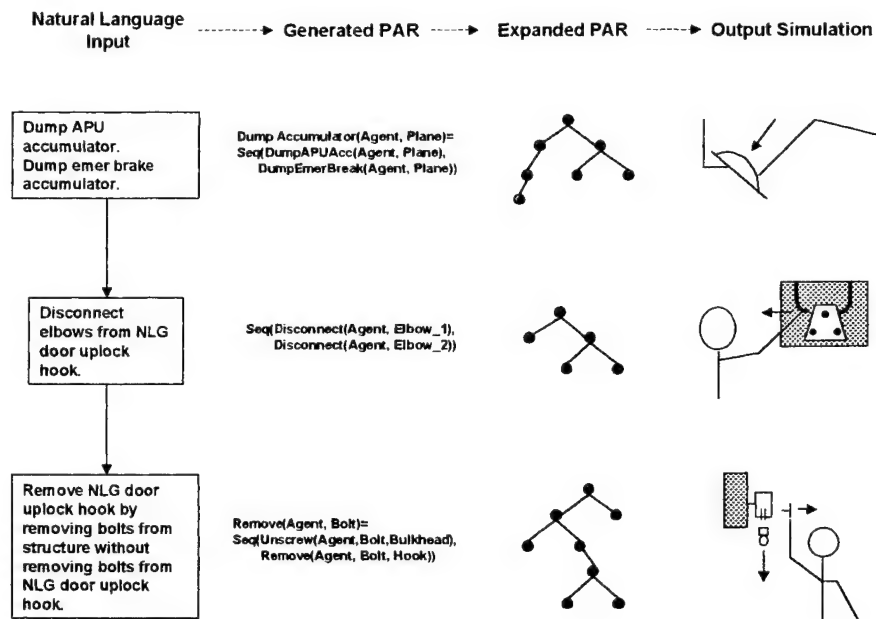 Natural Language
Input
Generated PAR
Expanded PAR
Output Simulation
Dump APU
accumulator.
Dump emer brake
accumulator.
Dump Accumulator(Agent, Plane)=
Seq(DumpAPUAcc(Agent, Plane),
DumpEmerBreak(Agent, Plane))
Disconnect
elbows from NLG
door uplock
hook.
Seq(Disconnect(Agent, Elbow_1),
Disconnect(Agent, Elbow_2))
Remove NLG door
uplock hook by
removing bolts from
structure without
removing bolts from
NLG door uplock
hook.
Remove(Agent, Bolt)=
Seq(Unscrew(Agent,Bolt,Bulkhead),
Remove(Agent, Bolt, Hook))